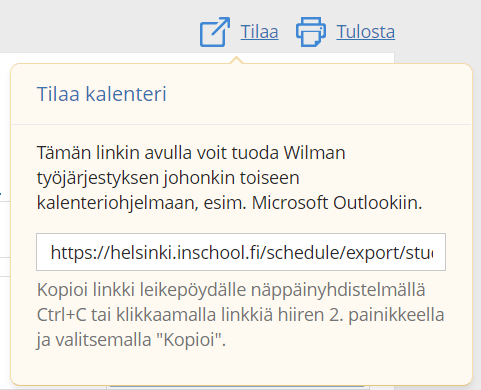 Tilaa Tulosta
Tilaa kalenteri
Tämän linkin avulla voit tuoda Wilman
työjärjestyksen johonkin toiseen
kalenteriohjelmaan, esim. Microsoft Outlookiin.
https://helsinki.inschool.fi/schedule/export/stu
Kopioi linkki leikepöydälle näppäinyhdistelmällä
Ctrl+C tai klikkaamalla linkkiä hiiren 2. painikkeella
ja valitsemalla "Kopioi".